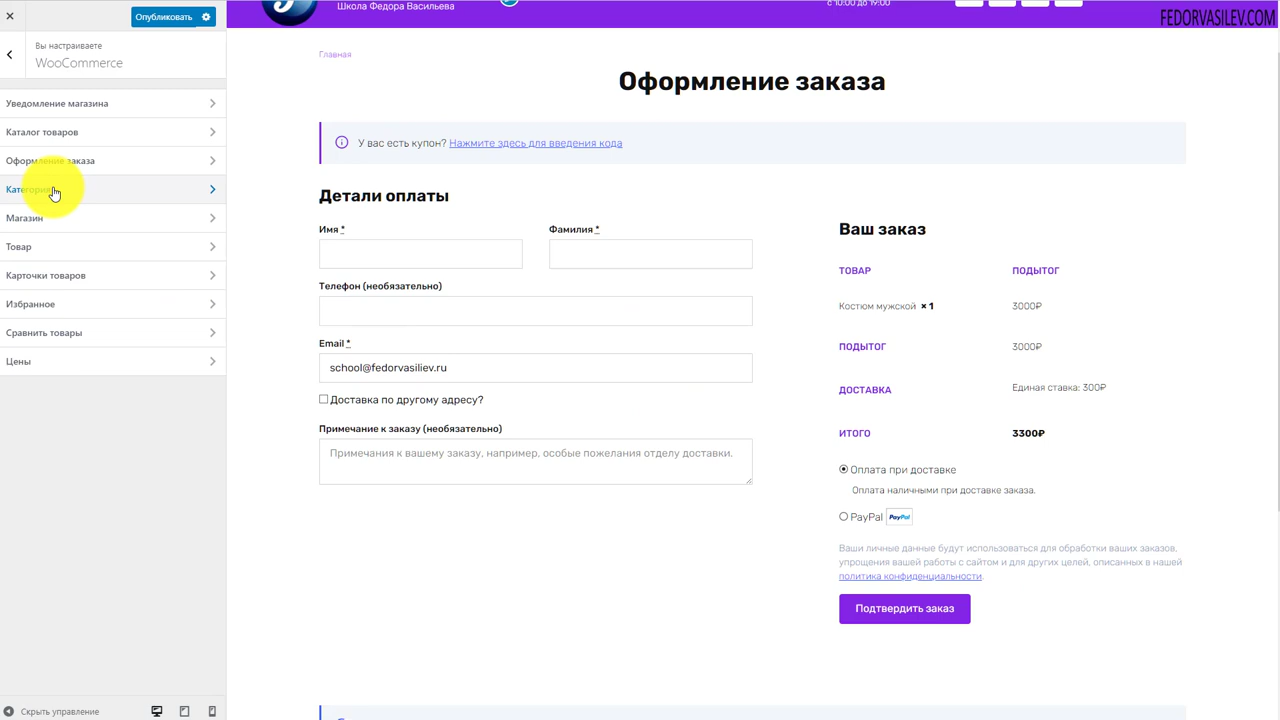 Опубликовать
Вы настраиваете
WooCommerce
Уведомление магазина
Каталог товаров
Оформление заказа
Категории
Магазин
Товар
Карточки товаров
Избранное
Сравнить товары
Цены
Скрыть управление
Школа Федора Васильева
с 10:00 до 19:00
FEDORVASILEV.COM
Главная
Оформление заказа
У вас есть купон? Нажмите здесь для введения кода
Детали оплаты
Имя *
Фамилия *
Телефон (необязательно)
Email *
school@fedorvasiliev.ru
Доставка по другому адресу?
Примечание к заказу (необязательно)
Примечания к вашему заказу, например, особые пожелания отделу доставки.
Ваш заказ
ТОВАР ПОДЫТОГ
Костюм мужской × 1 3000₽
ПОДЫТОГ 3000₽
ДОСТАВКА Единая ставка: 300₽
ИТОГО 3300₽
Оплата при доставке
Оплата наличными при доставке заказа.
PayPal PayPal
Ваши личные данные будут использоваться для обработки ваших заказов,
упрощения вашей работы с сайтом и для других целей, описанных в нашей
политика конфиденциальности.
Подтвердить заказ